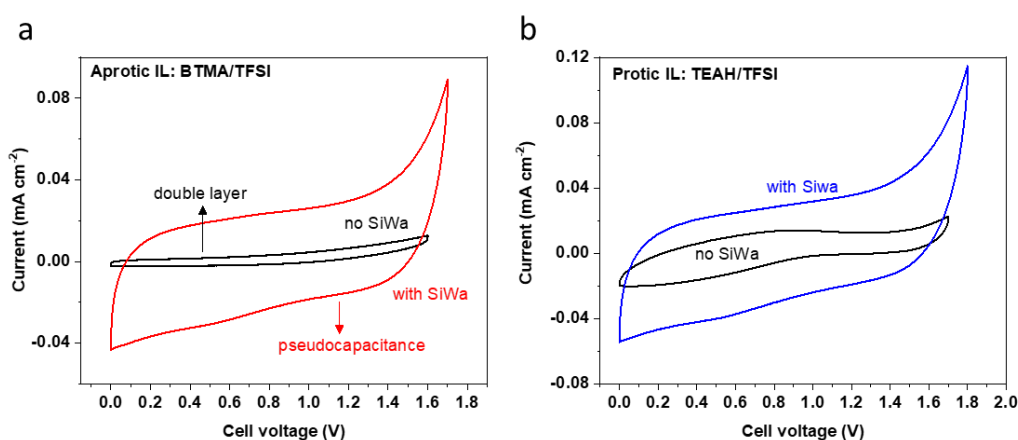 a
Aprotic IL: BTMA/TFSI
0.08
0.04
0.00
-0.04
Current (mA cm-2)
double layer
no SiWa
with SiWa
pseudocapacitance
0.0 0.2 0.4 0.6 0.8 1.0 1.2 1.4 1.6 1.8
Cell voltage (V)
b
Protic IL: TEAH/TFSI
0.12
0.08
0.04
0.00
-0.04
-0.08
Current (mA cm-2)
with Siwa
no SiWa
0.0 0.2 0.4 0.6 0.8 1.0 1.2 1.4 1.6 1.8 2.0
Cell voltage (V)